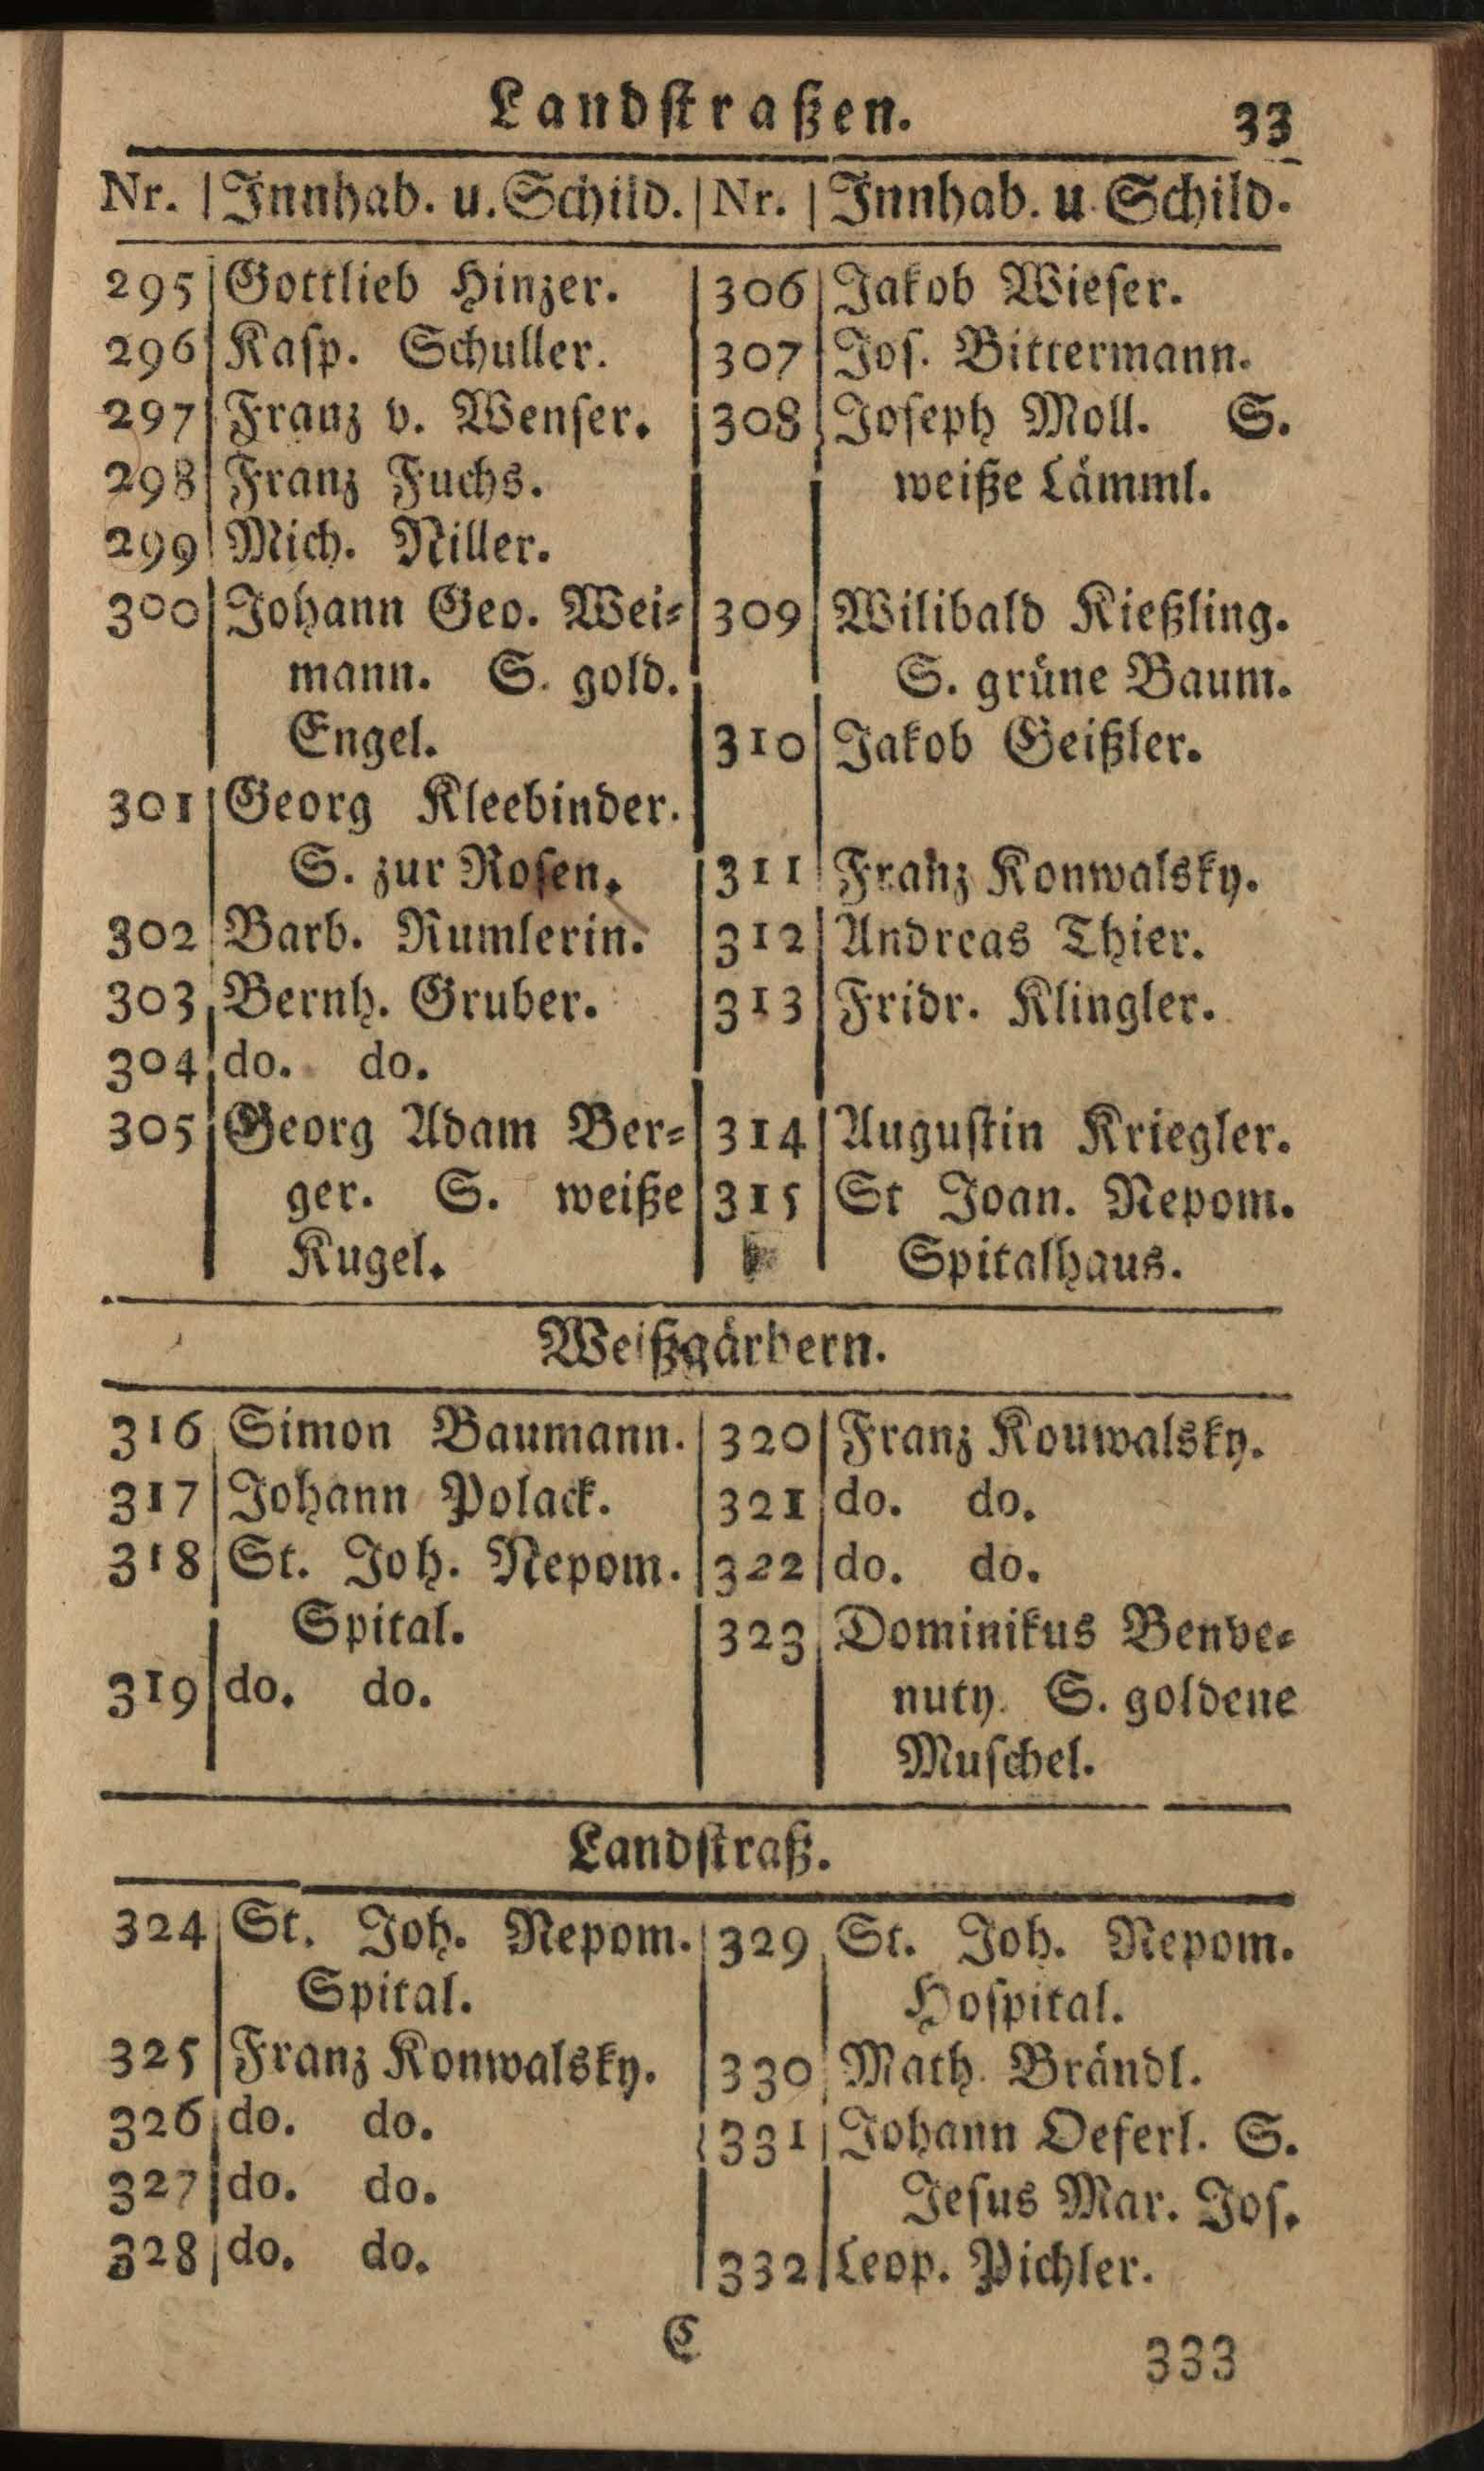 Landstraßen. 33
Nr. Innhab. u. Schild. Nr. Innhab. u. Schild.
295 Gottlieb Hinzer.
296 Kasp. Schuller.
297 Franz v. Wenser.
298 Franz Fuchs.
299 Mich. Niller.
300 Johann Geo. Wei-
mann. S. gold.
Engel.
301 Georg Kleebinder.
S. zur Rosen.
302 Barb. Rumlerin.
303 Bernh. Gruber.
304 do. do.
305 Georg Adam Ber-
ger. S. weiße
Kugel.
306 Jakob Wieser.
307 Jos. Bittermann.
308 Joseph Moll. S.
weiße Lämml.
309 Wilibald Kießling.
S. grüne Baum.
310 Jakob Geißler.
311 Franz Konwalsky.
312 Andreas Thier.
313 Fridr. Klingler.
314 Augustin Kriegler.
315 St Joan. Nepom.
Spitalhaus.
Weißgärbern.
316 Simon Baumann.
317 Johann Polack.
318 St. Joh. Nepom.
Spital.
319 do. do.
320 Franz Kouwalsky.
321 do. do.
322 do. do.
323 Dominikus Benve-
nuty. S. goldene
Muschel.
Landstraß.
324 St. Joh. Nepom.
Spital.
325 Franz Konwalsky.
326 do. do.
327 do. do.
328 do. do.
329 St. Joh. Nepom.
Hospital.
330 Math. Brändl.
331 Johann Oeferl. S.
Jesus Mar. Jos.
332 Leop. Pichler.
C 333